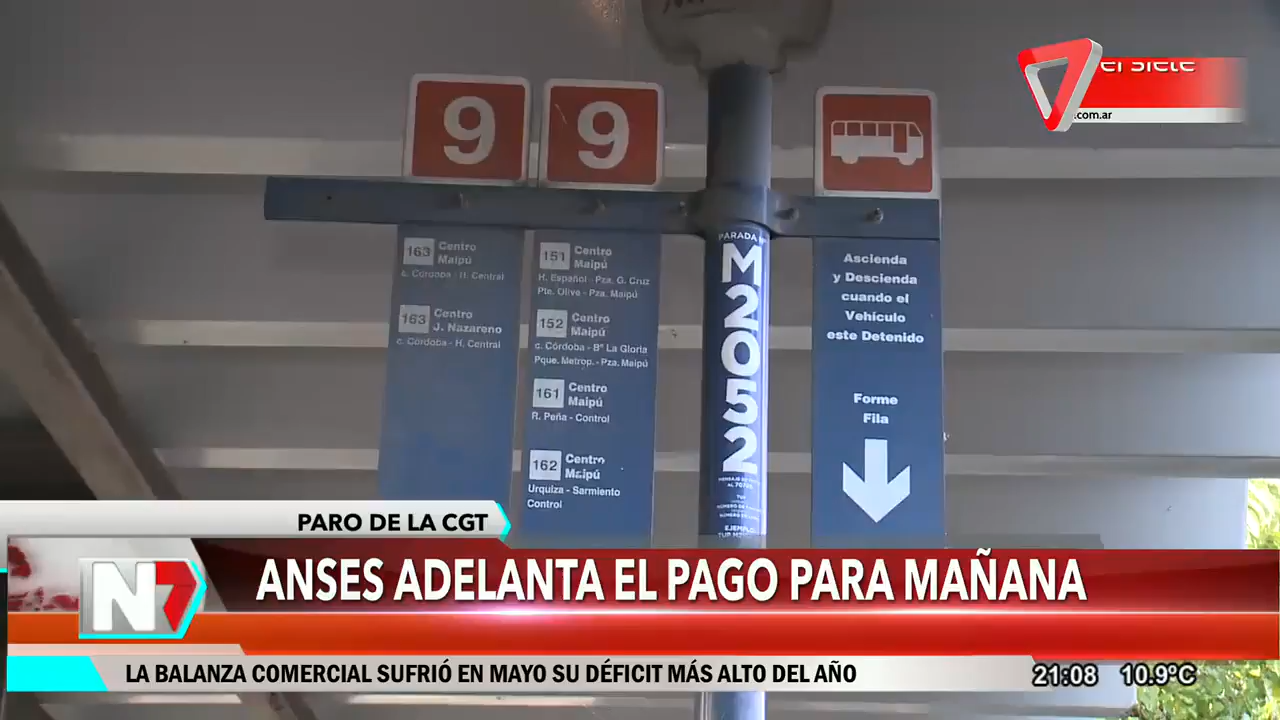 el siete
.com.ar
9
9
163 Centro
Maipú
c. Córdoba - H. Central
163 Centro
J. Nazareno
c. Córdoba - H. Central
151 Centro
Maipú
H. Español - Pza. G. Cruz
Pte. Olive - Pza. Maipú
152 Centro
Maipú
c. Córdoba - Bº La Gloria
Pque. Metrop. - Pza. Maipú
161 Centro
Maipú
R. Peña - Control
162 Centro
Maipú
Urquiza - Sarmiento
Control
PARADA Nº
M2052
Ascienda
y Descienda
cuando el
Vehículo
este Detenido
Forme
Fila
PARO DE LA CGT
N7
ANSES ADELANTA EL PAGO PARA MAÑANA
LA BALANZA COMERCIAL SUFRIÓ EN MAYO SU DÉFICIT MÁS ALTO DEL AÑO
21:08 10.9°C